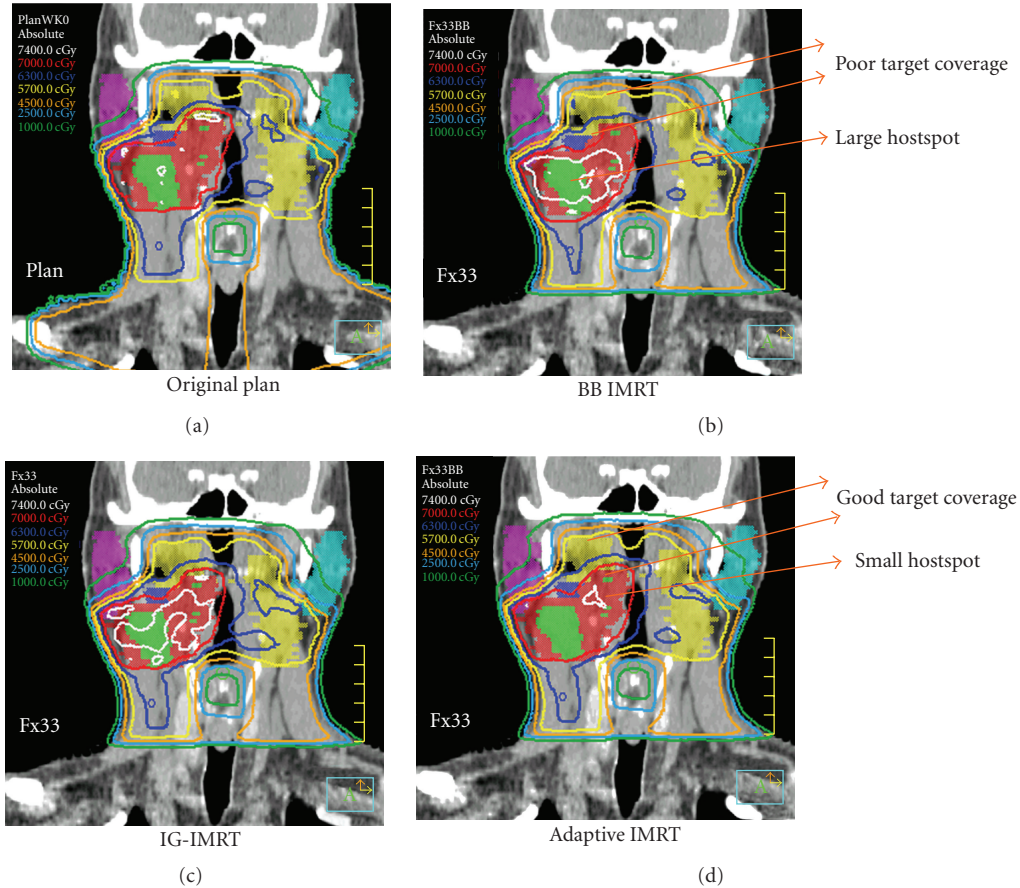 PlanWK0
Absolute
7400.0 cGy
7000.0 cGy
6300.0 cGy
5700.0 cGy
4500.0 cGy
2500.0 cGy
1000.0 cGy
Plan
A
Original plan
(a)
Fx33BB
Absolute
7400.0 cGy
7000.0 cGy
6300.0 cGy
5700.0 cGy
4500.0 cGy
2500.0 cGy
1000.0 cGy
Fx33
A
Poor target coverage
Large hostspot
BB IMRT
(b)
Fx33
Absolute
7400.0 cGy
7000.0 cGy
6300.0 cGy
5700.0 cGy
4500.0 cGy
2500.0 cGy
1000.0 cGy
Fx33
A
IG-IMRT
(c)
Fx33BB
Absolute
7400.0 cGy
7000.0 cGy
6300.0 cGy
5700.0 cGy
4500.0 cGy
2500.0 cGy
1000.0 cGy
Fx33
A
Good target coverage
Small hostspot
Adaptive IMRT
(d)